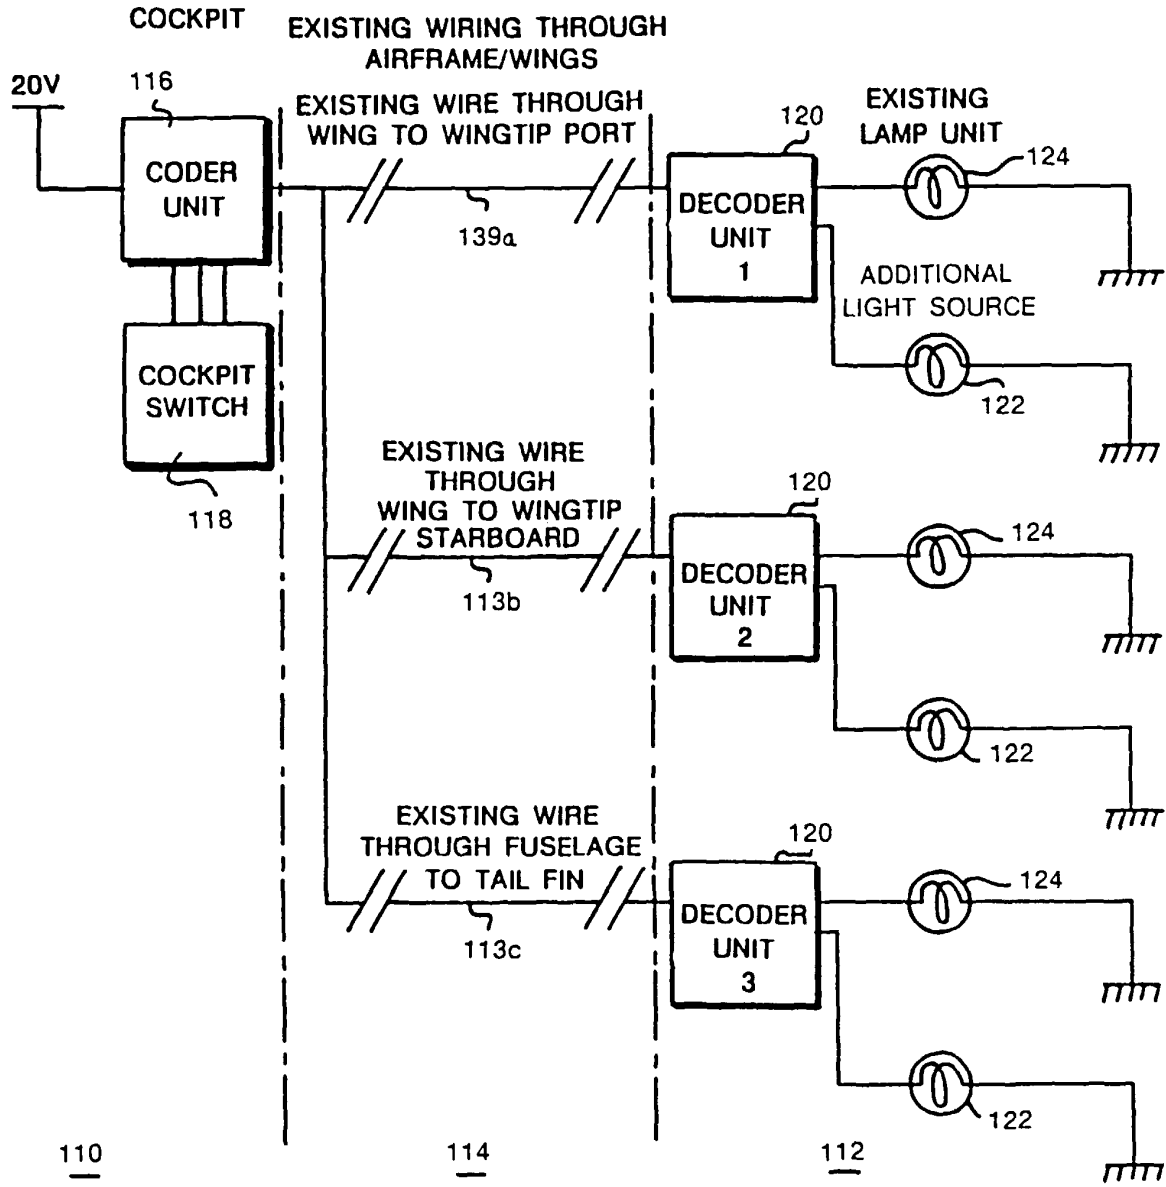 COCKPIT
EXISTING WIRING THROUGH
AIRFRAME/WINGS
20V
116
CODER
UNIT
EXISTING WIRE THROUGH
WING TO WINGTIP PORT
139a
120
DECODER
UNIT
1
EXISTING
LAMP UNIT
124
ADDITIONAL
LIGHT SOURCE
122
COCKPIT
SWITCH
118
EXISTING WIRE
THROUGH
WING TO WINGTIP
STARBOARD
113b
120
DECODER
UNIT
2
124
122
EXISTING WIRE
THROUGH FUSELAGE
TO TAIL FIN
113c
120
DECODER
UNIT
3
124
122
110
114
112